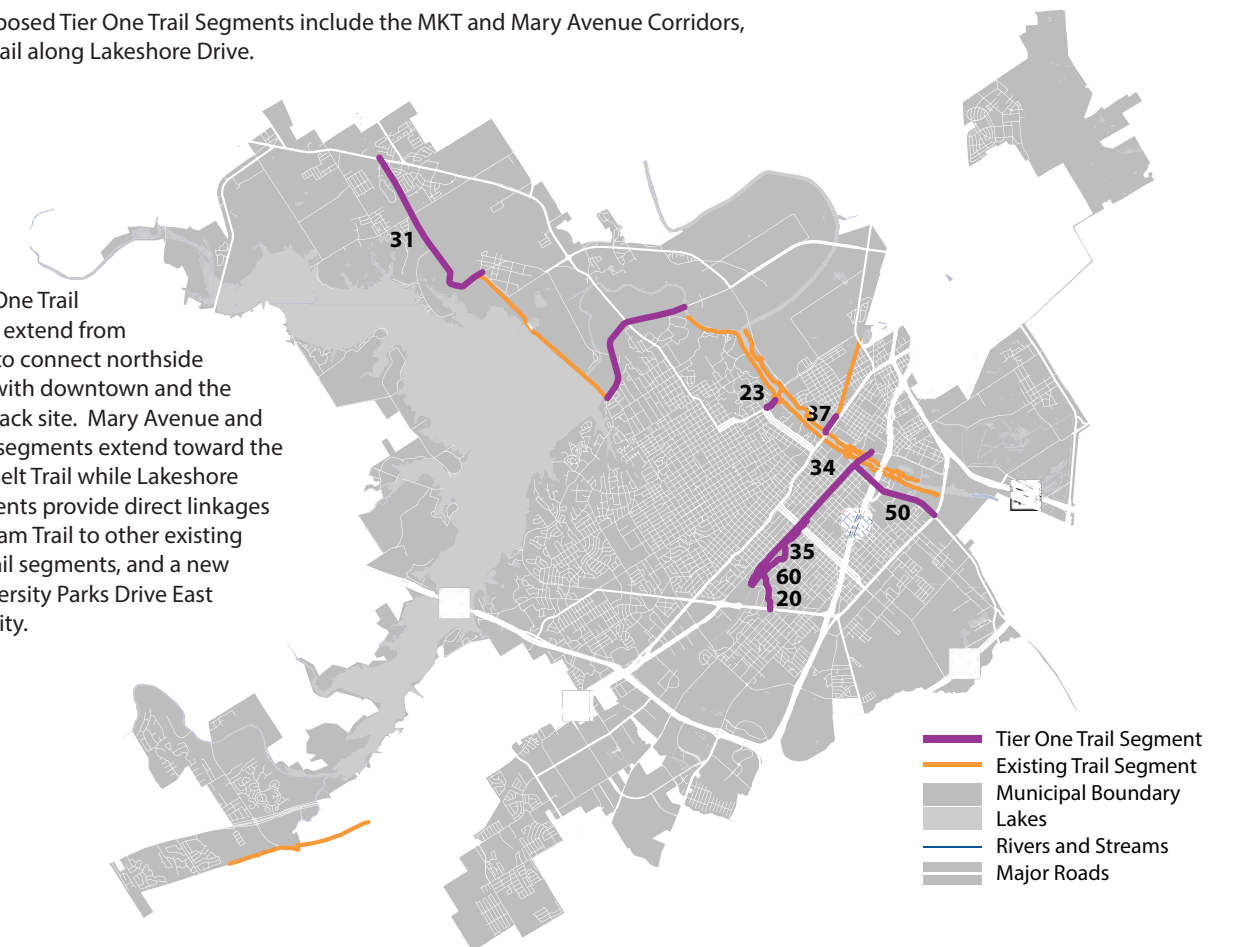 posed Tier One Trail Segments include the MKT and Mary Avenue Corridors,
ail along Lakeshore Drive.
One Trail
extend from
to connect northside
with downtown and the
ack site. Mary Avenue and
segments extend toward the
elt Trail while Lakeshore
ents provide direct linkages
am Trail to other existing
ail segments, and a new
ersity Parks Drive East
ity.
31
23
37
34
50
35
60
20
Tier One Trail Segment
Existing Trail Segment
Municipal Boundary
Lakes
Rivers and Streams
Major Roads